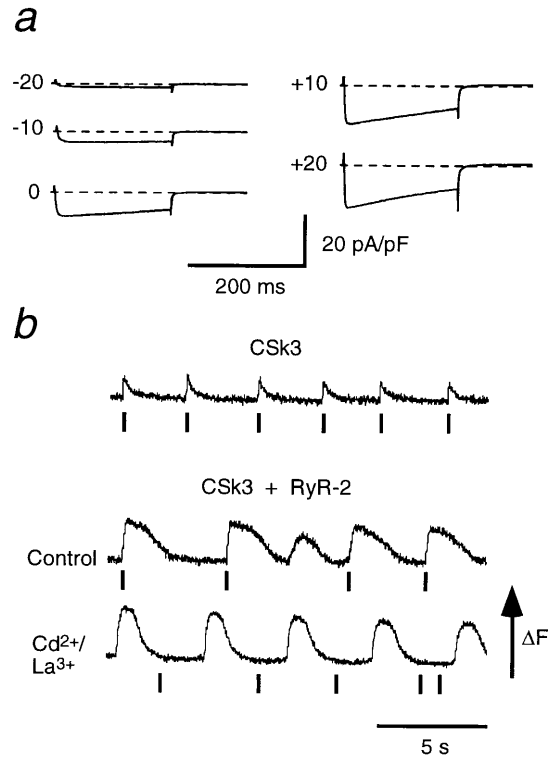 a
-20
-10
0
+10
+20
20 pA/pF
200 ms
b
CSk3
CSk3 + RyR-2
Control
Cd²⁺/
La³⁺
ΔF
5 s